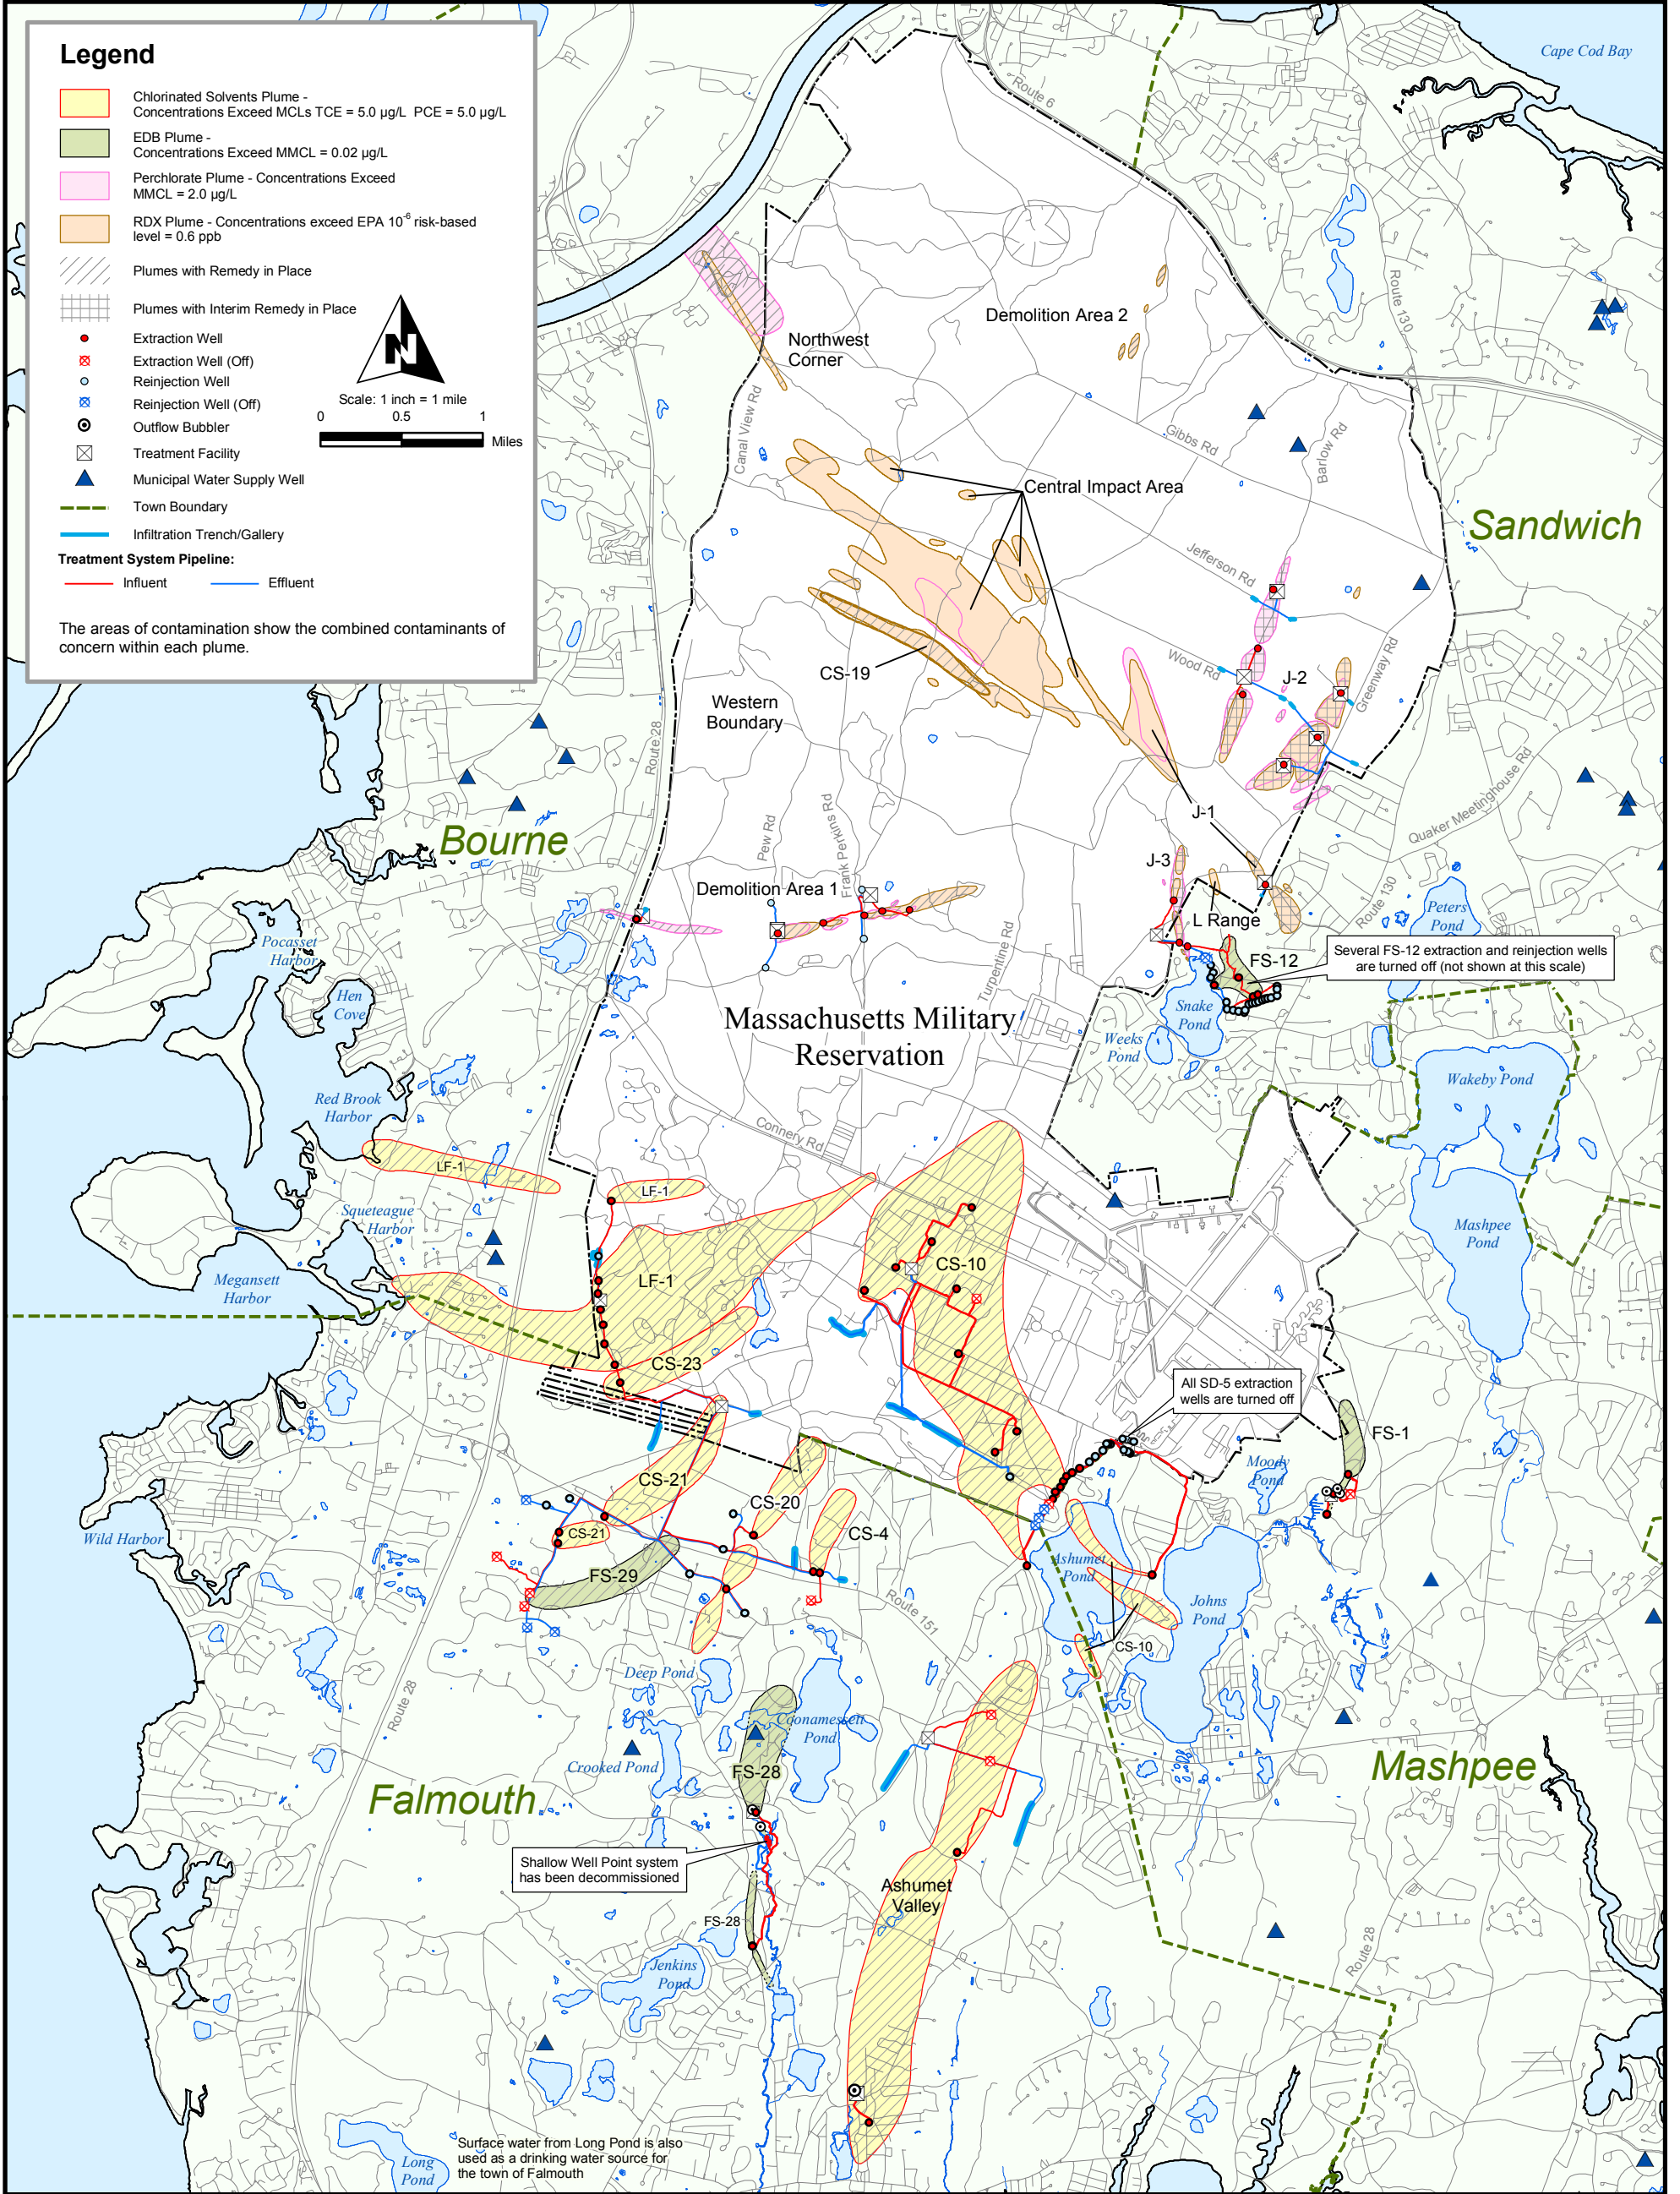 Legend
Chlorinated Solvents Plume -
Concentrations Exceed MCLs TCE = 5.0 µg/L PCE = 5.0 µg/L
EDB Plume -
Concentrations Exceed MMCL = 0.02 µg/L
Perchlorate Plume - Concentrations Exceed
MMCL = 2.0 µg/L
RDX Plume - Concentrations exceed EPA 10⁻⁶ risk-based
level = 0.6 ppb
Plumes with Remedy in Place
Plumes with Interim Remedy in Place
Extraction Well
Extraction Well (Off)
Reinjection Well
Reinjection Well (Off)
Outflow Bubbler
Treatment Facility
Municipal Water Supply Well
Town Boundary
Infiltration Trench/Gallery
Treatment System Pipeline:
Influent
Effluent
The areas of contamination show the combined contaminants of
concern within each plume.
N
Scale: 1 inch = 1 mile
0 0.5 1
Miles
Cape Cod Bay
Route 6
Route 130
Demolition Area 2
Northwest
Corner
Canal View Rd
Gibbs Rd
Barlow Rd
Central Impact Area
Sandwich
Jefferson Rd
Wood Rd
J-2
Greenway Rd
CS-19
Western
Boundary
Route 28
Quaker Meetinghouse Rd
Bourne
J-1
Pew Rd
Frank Perkins Rd
J-3
Demolition Area 1
L Range
Route 130
Peters
Pond
Turpentine Rd
FS-12
Several FS-12 extraction and reinjection wells
are turned off (not shown at this scale)
Pocasset
Harbor
Hen
Cove
Snake
Pond
Weeks
Pond
Massachusetts Military
Reservation
Wakeby Pond
Red Brook
Harbor
Connery Rd
LF-1
LF-1
Squeteague
Harbor
Mashpee
Pond
Megansett
Harbor
LF-1
CS-10
CS-23
All SD-5 extraction
wells are turned off
FS-1
Moody
Pond
CS-21
CS-20
CS-4
CS-21
Wild Harbor
FS-29
Ashumet
Pond
Johns
Pond
Route 151
CS-10
Deep Pond
Route 28
Coonamessett
Pond
Crooked Pond
FS-28
Mashpee
Falmouth
Shallow Well Point system
has been decommissioned
Ashumet
Valley
FS-28
Jenkins
Pond
Route 28
Surface water from Long Pond is also
used as a drinking water source for
the town of Falmouth
Long
Pond